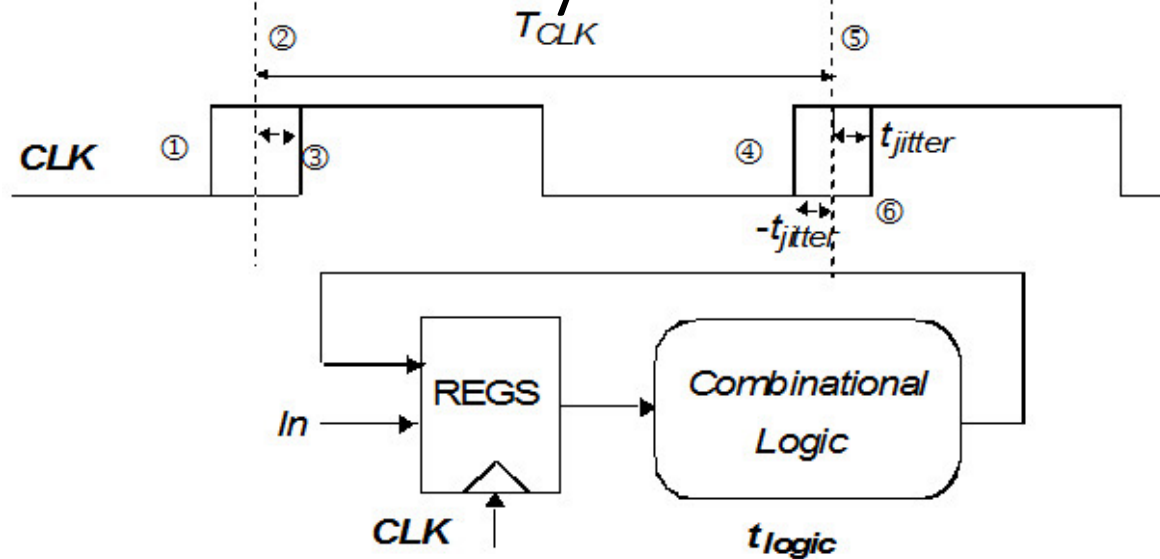 ② T_CLK ⑤
CLK ① ③ ④ t_jitter
⑥
-t_jitter
REGS
Combinational
Logic
In
CLK
t_logic